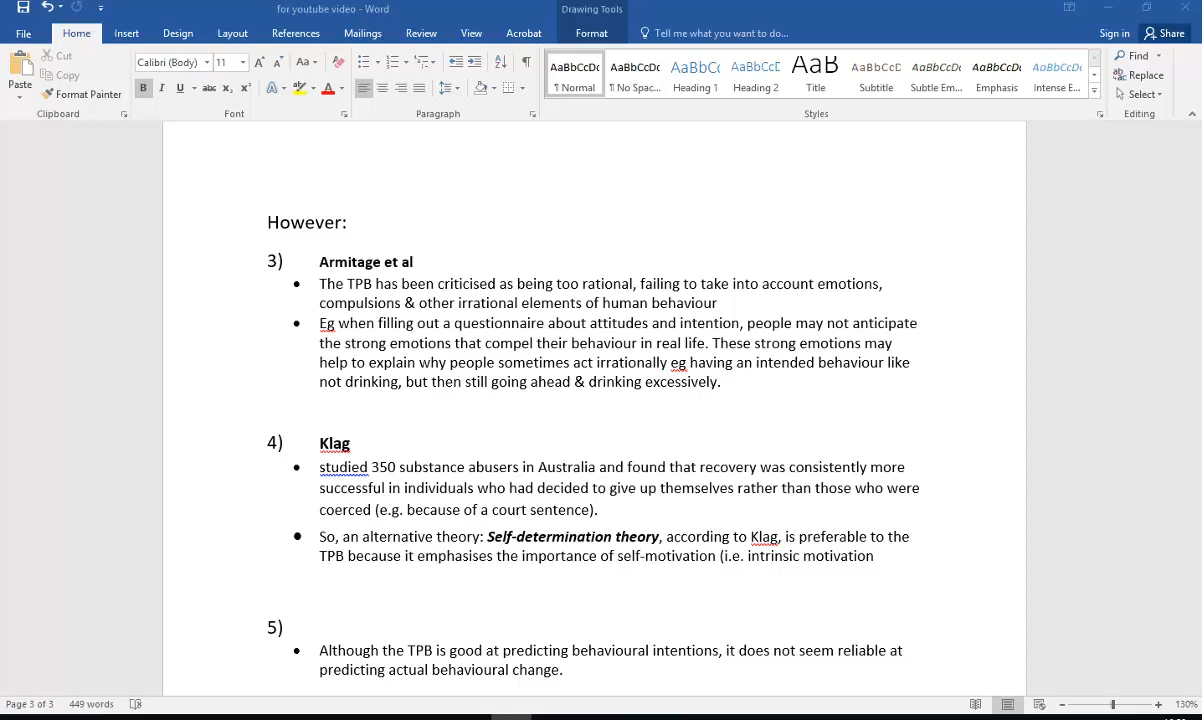 for youtube video - Word
Drawing Tools
File Home Insert Design Layout References Mailings Review View Acrobat Format Tell me what you want to do... Sign in Share
Paste
Cut
Copy
Format Painter
Clipboard
Calibri (Body) 11
Aa
B I U abc x₂ x²
Font
Paragraph
AaBbCcDc AaBbCcDc AaBbCc AaBbCcD AaB AaBbCcD AaBbCcDc AaBbCcDc AaBbCcDc
¶ Normal ¶ No Spac... Heading 1 Heading 2 Title Subtitle Subtle Em... Emphasis Intense E...
Styles
Find
Replace
Select
Editing
However:
3) Armitage et al
• The TPB has been criticised as being too rational, failing to take into account emotions,
compulsions & other irrational elements of human behaviour
• Eg when filling out a questionnaire about attitudes and intention, people may not anticipate
the strong emotions that compel their behaviour in real life. These strong emotions may
help to explain why people sometimes act irrationally eg having an intended behaviour like
not drinking, but then still going ahead & drinking excessively.
4) Klag
• studied 350 substance abusers in Australia and found that recovery was consistently more
successful in individuals who had decided to give up themselves rather than those who were
coerced (e.g. because of a court sentence).
• So, an alternative theory: Self-determination theory, according to Klag, is preferable to the
TPB because it emphasises the importance of self-motivation (i.e. intrinsic motivation
5)
• Although the TPB is good at predicting behavioural intentions, it does not seem reliable at
predicting actual behavioural change.
Page 3 of 3 449 words 130%